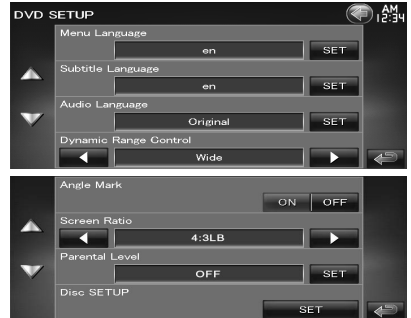 DVD SETUP
AM 12:34
Menu Language
en SET
Subtitle Language
en SET
Audio Language
Original SET
Dynamic Range Control
Wide
Angle Mark
ON OFF
Screen Ratio
4:3LB
Parental Level
OFF SET
Disc SETUP
SET